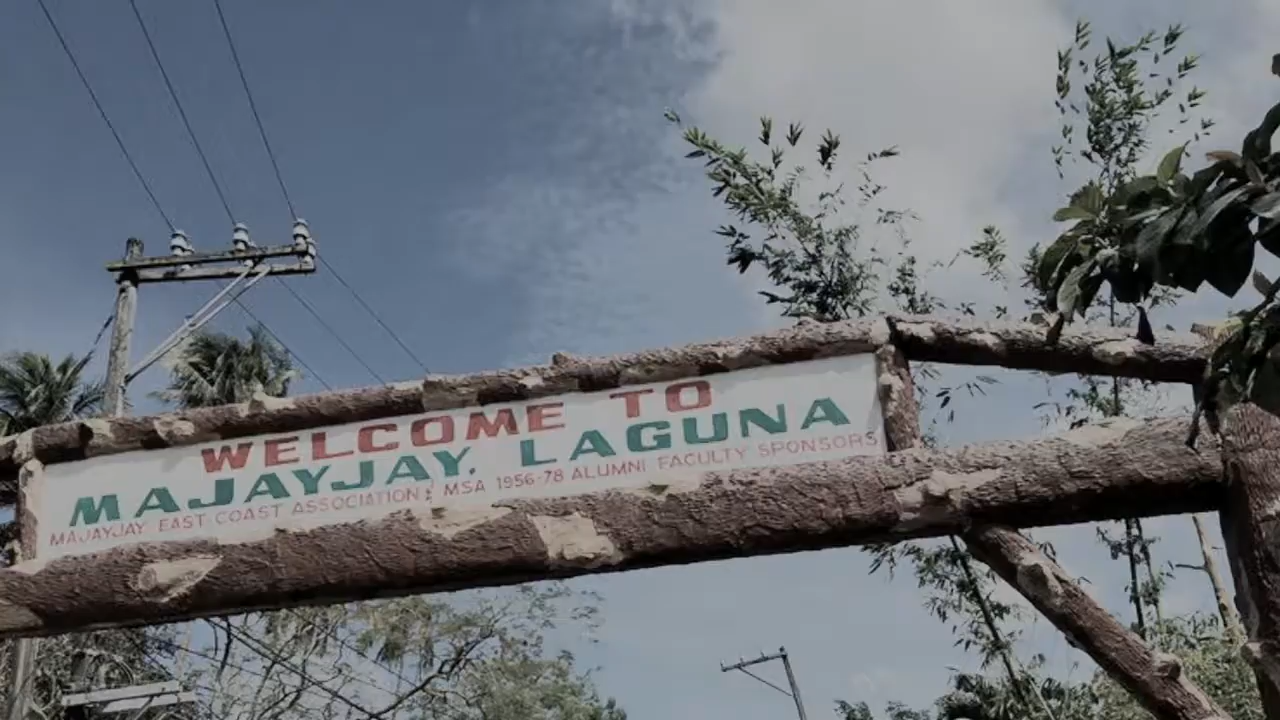 WELCOME TO
MAJAYJAY, LAGUNA
MAJAYJAY EAST COAST ASSOCIATION; MSA 1956-78 ALUMNI FACULTY SPONSORS